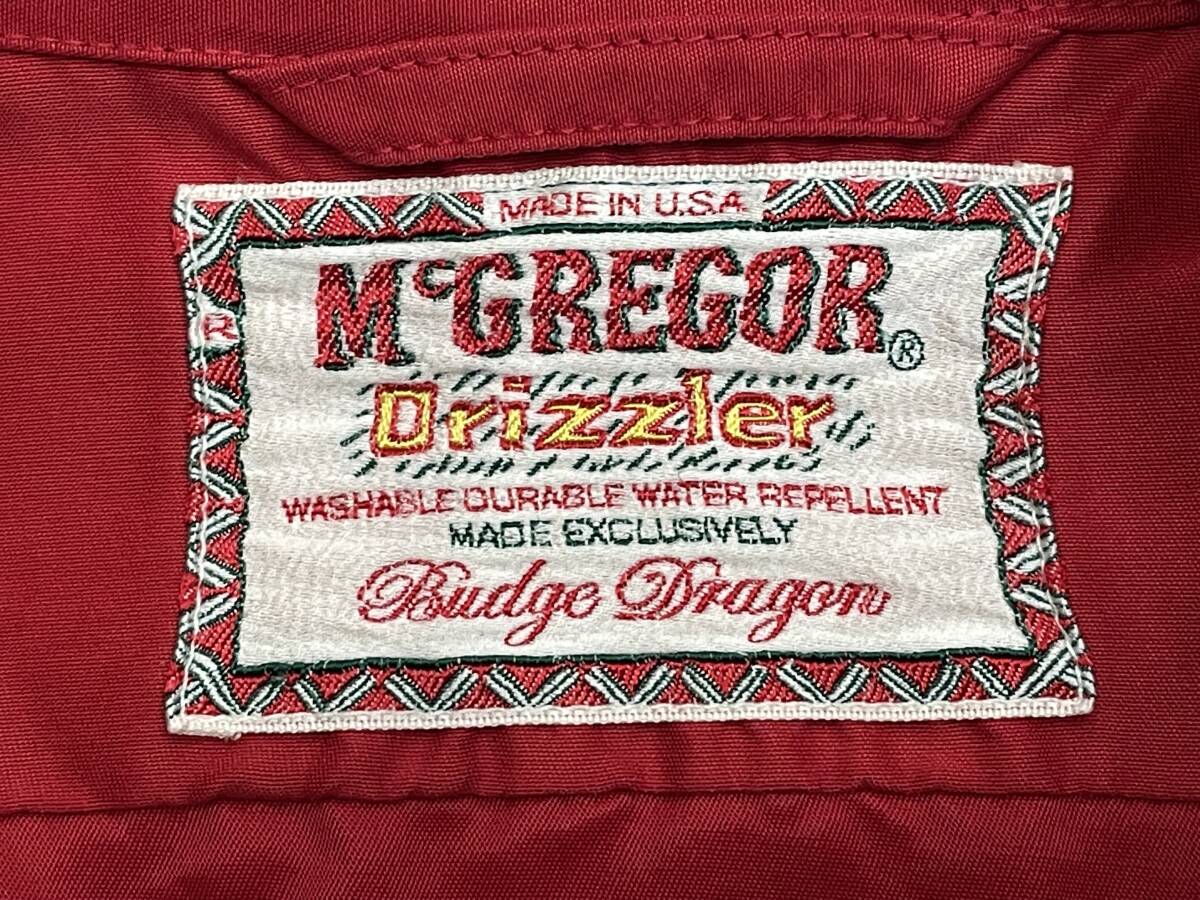 MADE IN U.S.A.
McGREGOR®
Drizzler
WASHABLE DURABLE WATER REPELLENT
MADE EXCLUSIVELY
Budge Dragon
R